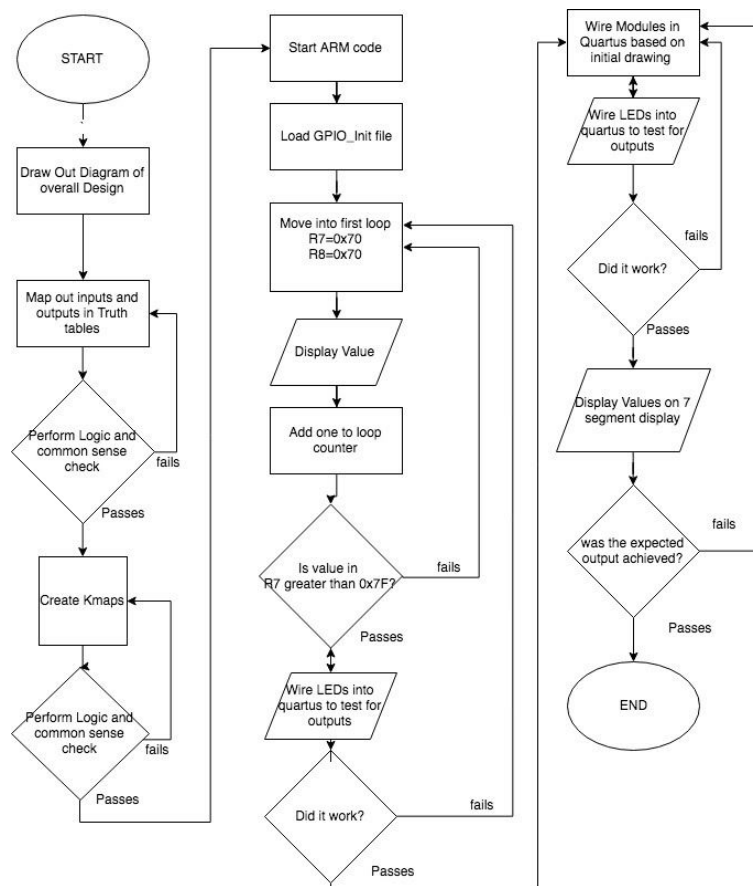 START
Draw Out Diagram of
overall Design
Map out inputs and
outputs in Truth
tables
Perform Logic and
common sense
check
fails
Passes
Create Kmaps
Perform Logic and
common sense
check
fails
Passes
Start ARM code
Load GPIO_Init file
Move into first loop
R7=0x70
R8=0x70
Display Value
Add one to loop
counter
Is value in
R7 greater than 0x7F?
fails
Passes
Wire LEDs into
quartus to test for
outputs
Did it work?
fails
Passes
Wire Modules in
Quartus based on
initial drawing
Wire LEDs into
quartus to test for
outputs
Did it work?
fails
Passes
Display Values on 7
segment display
was the expected
output achieved?
fails
Passes
END